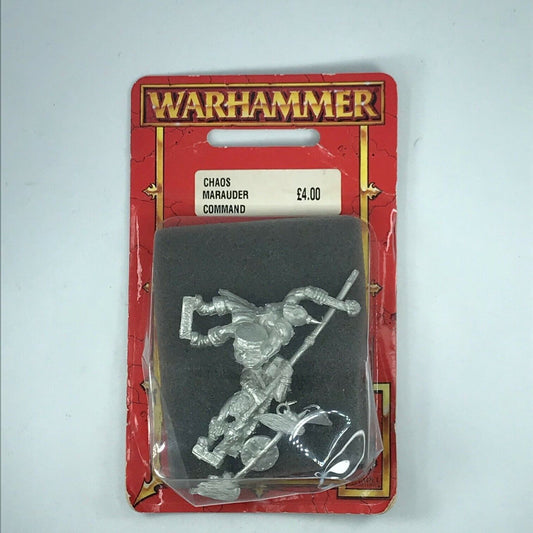 WARHAMMER
CHAOS
MARAUDER £4.00
COMMAND